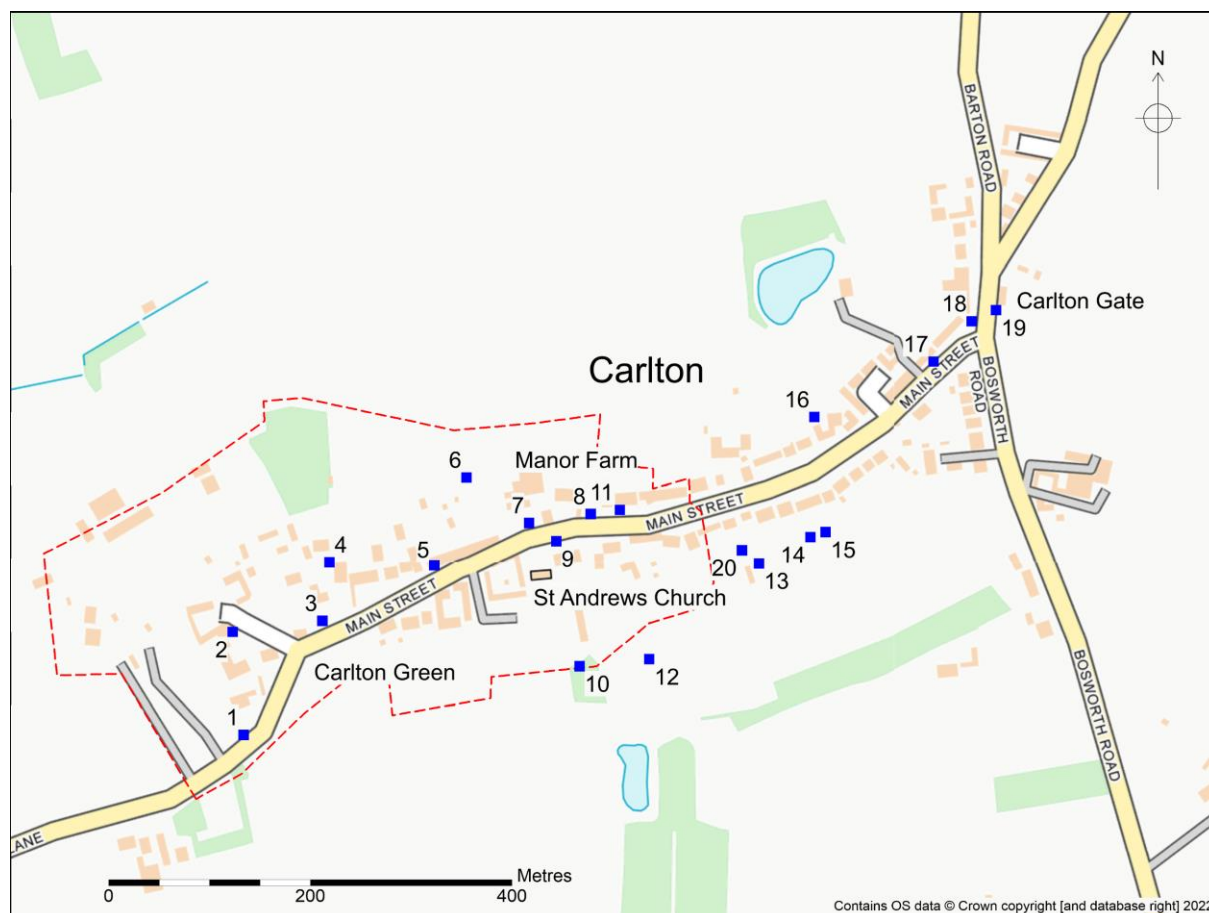 N
BARTON ROAD
Carlton Gate
18
19
17
MAIN STREET
BOSWORTH
ROAD
BOSWORTH
Carlton
16
6
Manor Farm
7
8
11
MAIN STREET
9
5
4
14
15
20
13
St Andrews Church
3
MAIN STREET
2
Carlton Green
10
12
1
BOSWORTH ROAD
LANE
Metres
0
200
400
Contains OS data © Crown copyright [and database right] 2022